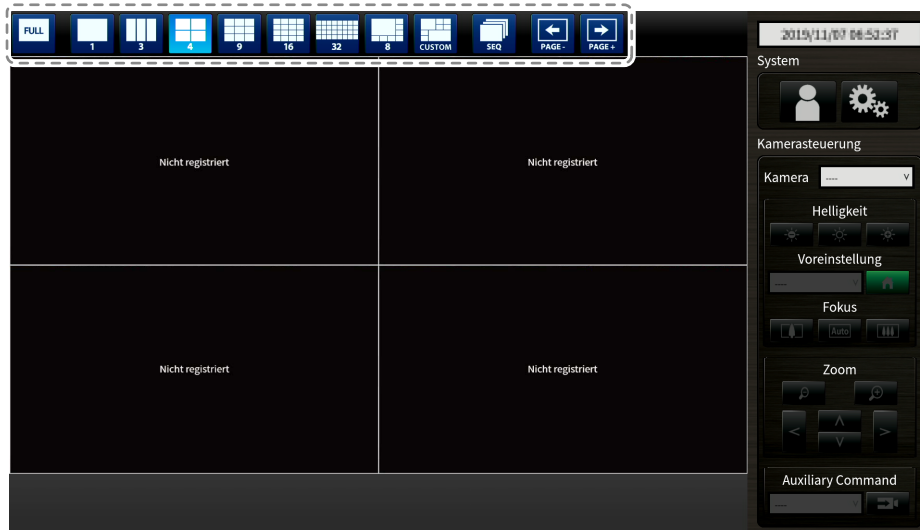 FULL
1
3
4
9
16
32
8
CUSTOM
SEQ
PAGE -
PAGE +
2019/11/07 06:52:37
System
Kamerasteuerung
Kamera ---- v
Helligkeit
Voreinstellung
---- v
Fokus
Auto
Zoom
Auxiliary Command
---- v
Nicht registriert
Nicht registriert
Nicht registriert
Nicht registriert